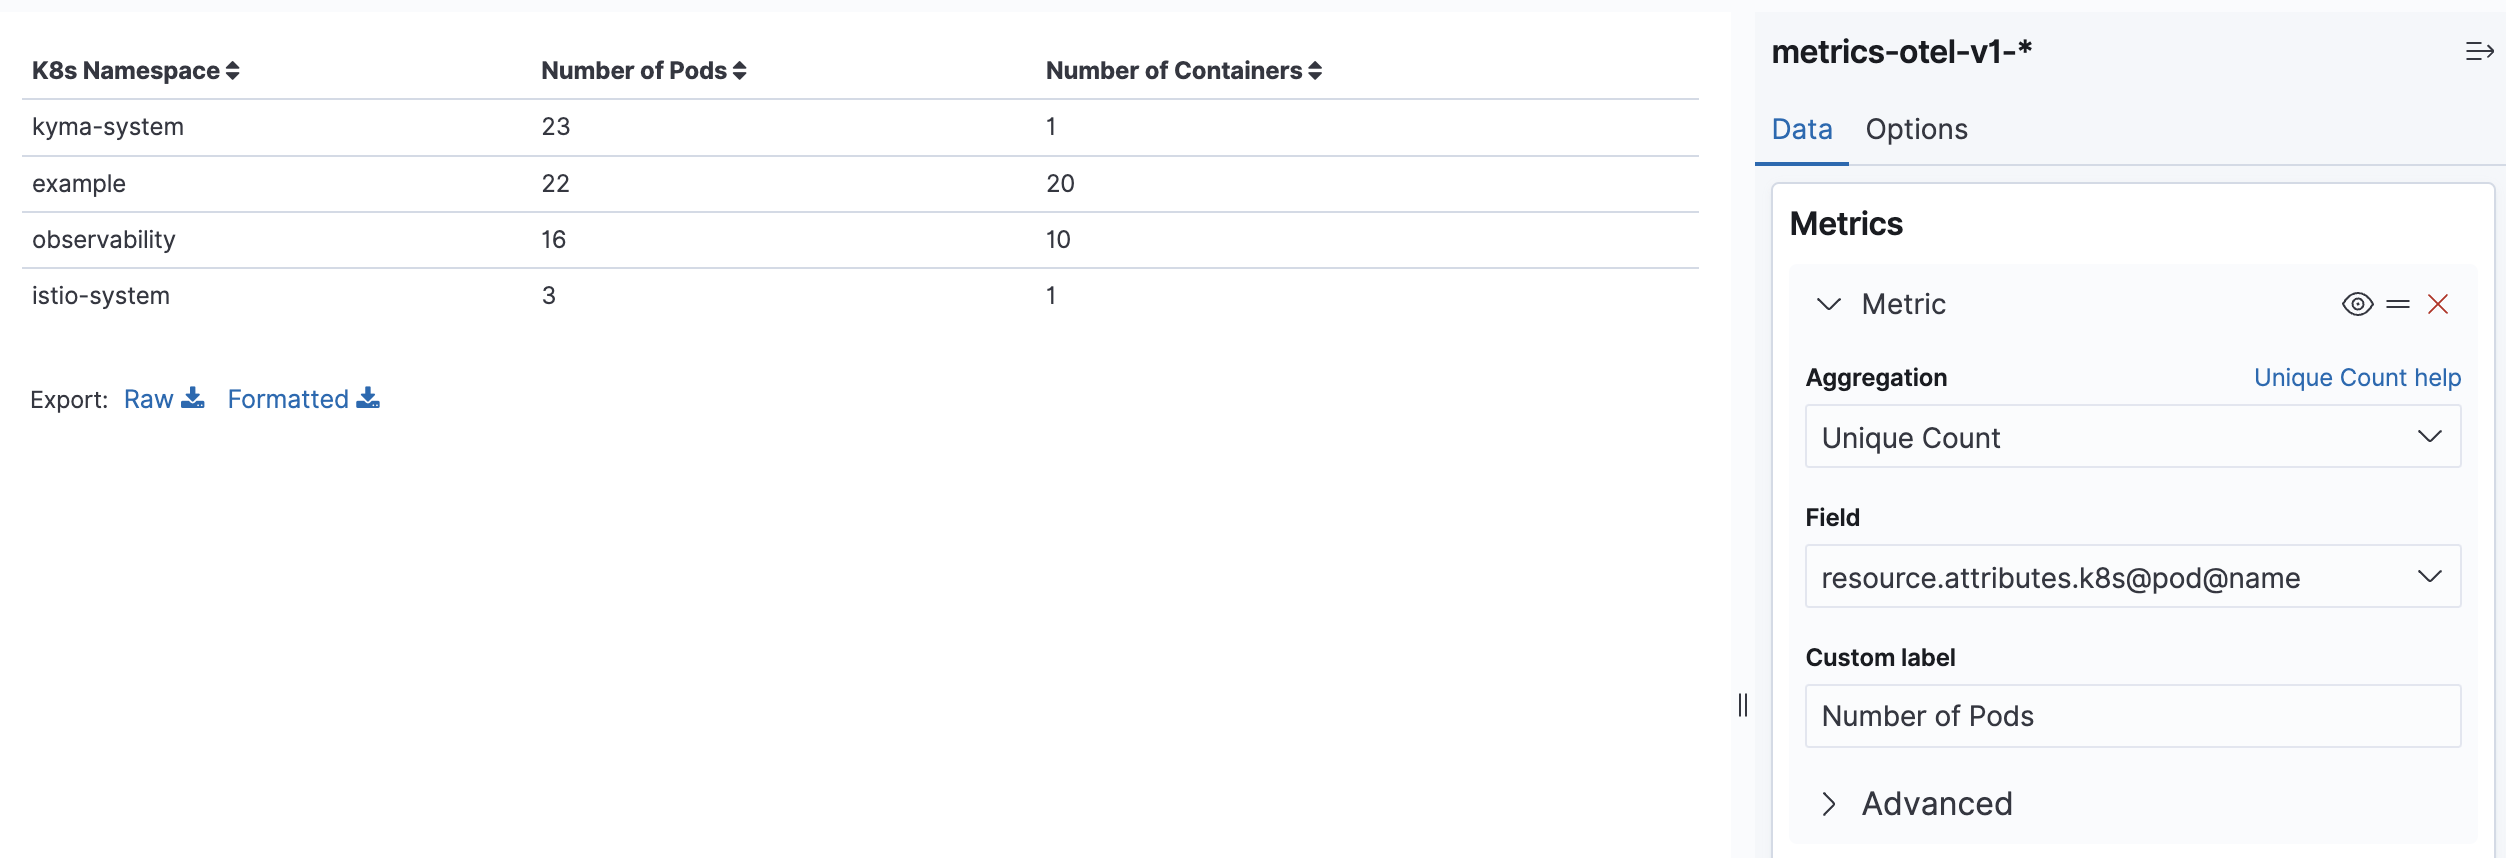 K8s Namespace Number of Pods Number of Containers
kyma-system 23 1
example 22 20
observability 16 10
istio-system 3 1
Export: Raw Formatted
metrics-otel-v1-*
Data Options
Metrics
Metric
Aggregation Unique Count help
Unique Count
Field
resource.attributes.k8s@pod@name
Custom label
Number of Pods
Advanced